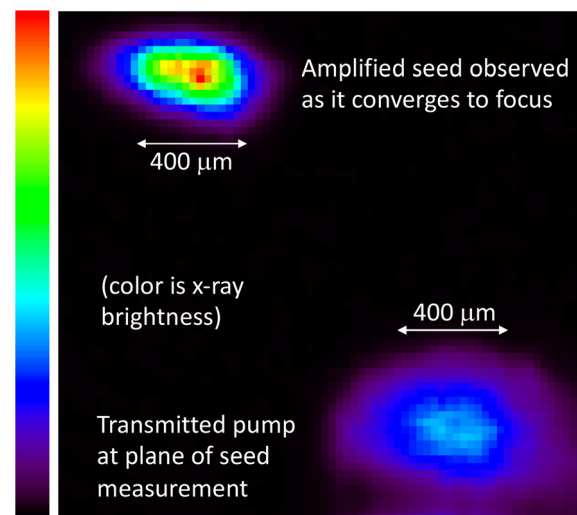 Amplified seed observed
as it converges to focus
400 μm
(color is x-ray
brightness)
400 μm
Transmitted pump
at plane of seed
measurement